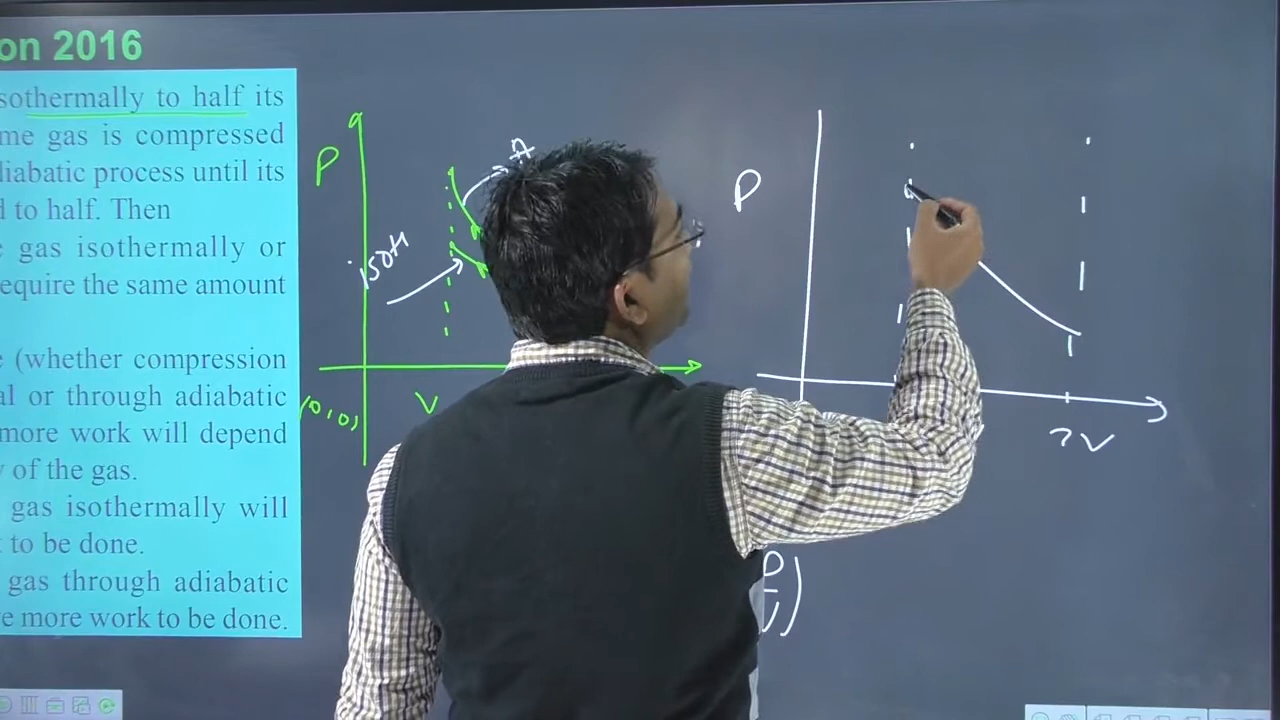 on 2016
sothermally to half its
me gas is compressed
diabatic process until its
d to half. Then
e gas isothermally or
equire the same amount
e (whether compression
al or through adiabatic
more work will depend
y of the gas.
gas isothermally will
t to be done.
gas through adiabatic
e more work to be done.
P
A
isoth
(0,0)
V
P
2V